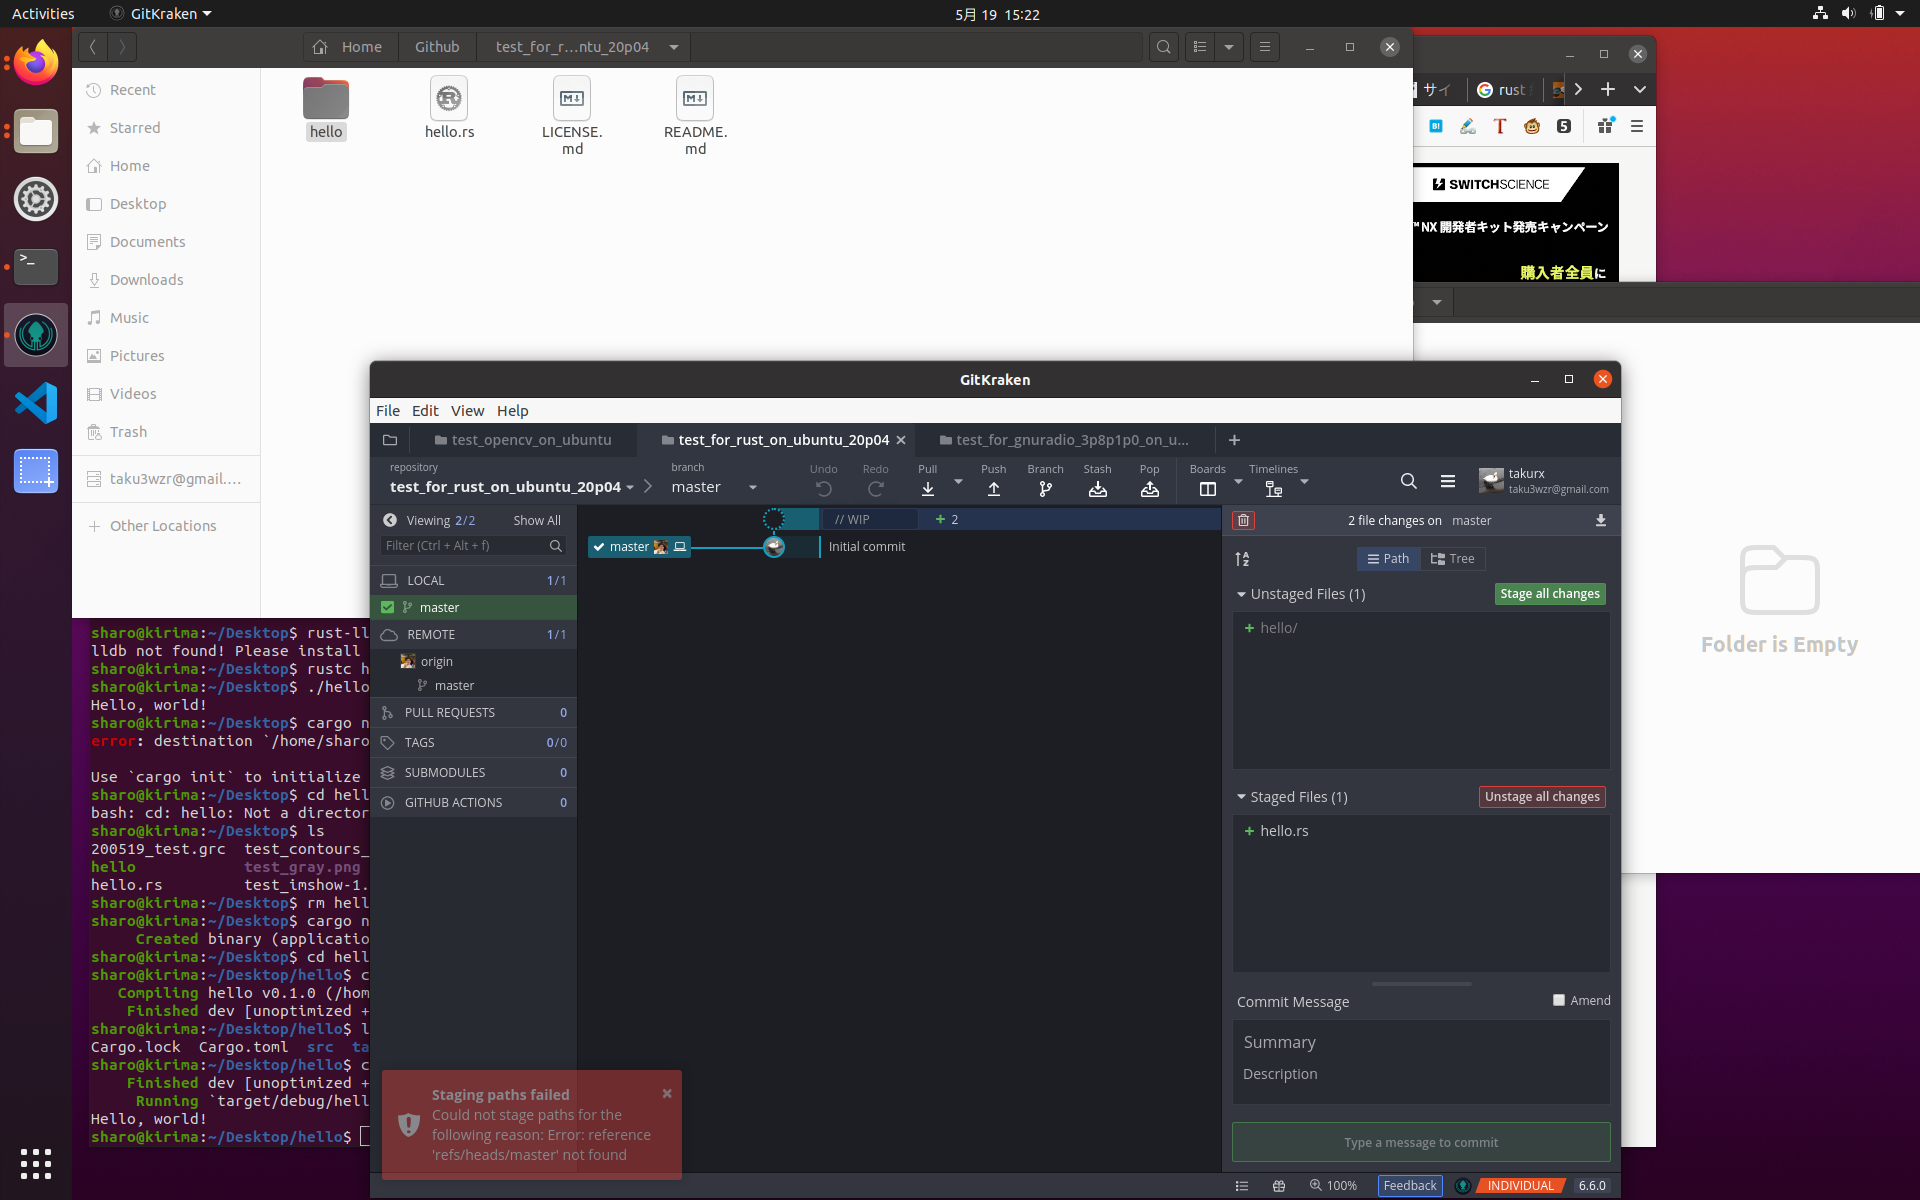 Activities
GitKraken
5月 19 15:22
Home
Github
test_for_r...ntu_20p04
Recent
Starred
Home
Desktop
Documents
Downloads
Music
Pictures
Videos
Trash
taku3wzr@gmail....
Other Locations
hello
hello.rs
LICENSE.
md
README.
md
サイ
rust
SWITCHSCIENCE
NX 開発者キット発売キャンペーン
購入者全員に
Folder is Empty
sharo@kirima:~/Desktop$ rust-ll
lldb not found! Please install
sharo@kirima:~/Desktop$ rustc h
sharo@kirima:~/Desktop$ ./hello
Hello, world!
sharo@kirima:~/Desktop$ cargo n
error: destination `/home/sharo
Use `cargo init` to initialize
sharo@kirima:~/Desktop$ cd hell
bash: cd: hello: Not a director
sharo@kirima:~/Desktop$ ls
200519_test.grc test_contours_
hello test_gray.png
hello.rs test_imshow-1.
sharo@kirima:~/Desktop$ rm hell
sharo@kirima:~/Desktop$ cargo n
Created binary (applicatio
sharo@kirima:~/Desktop$ cd hell
sharo@kirima:~/Desktop/hello$ c
Compiling hello v0.1.0 (/hom
Finished dev [unoptimized +
sharo@kirima:~/Desktop/hello$ l
Cargo.lock Cargo.toml src ta
sharo@kirima:~/Desktop/hello$ c
Finished dev [unoptimized +
Running `target/debug/hell
Hello, world!
sharo@kirima:~/Desktop/hello$
GitKraken
File Edit View Help
test_opencv_on_ubuntu
test_for_rust_on_ubuntu_20p04
test_for_gnuradio_3p8p1p0_on_u...
repository
test_for_rust_on_ubuntu_20p04
branch
master
Undo
Redo
Pull
Push
Branch
Stash
Pop
Boards
Timelines
takurx
taku3wzr@gmail.com
Viewing 2/2
Show All
Filter (Ctrl + Alt + f)
LOCAL 1/1
master
REMOTE 1/1
origin
master
PULL REQUESTS 0
TAGS 0/0
SUBMODULES 0
GITHUB ACTIONS 0
// WIP
+ 2
master
Initial commit
2 file changes on master
Path
Tree
Unstaged Files (1)
Stage all changes
+ hello/
Staged Files (1)
Unstage all changes
+ hello.rs
Commit Message
Amend
Summary
Description
Type a message to commit
Staging paths failed
Could not stage paths for the
following reason: Error: reference
'refs/heads/master' not found
100%
Feedback
INDIVIDUAL
6.6.0